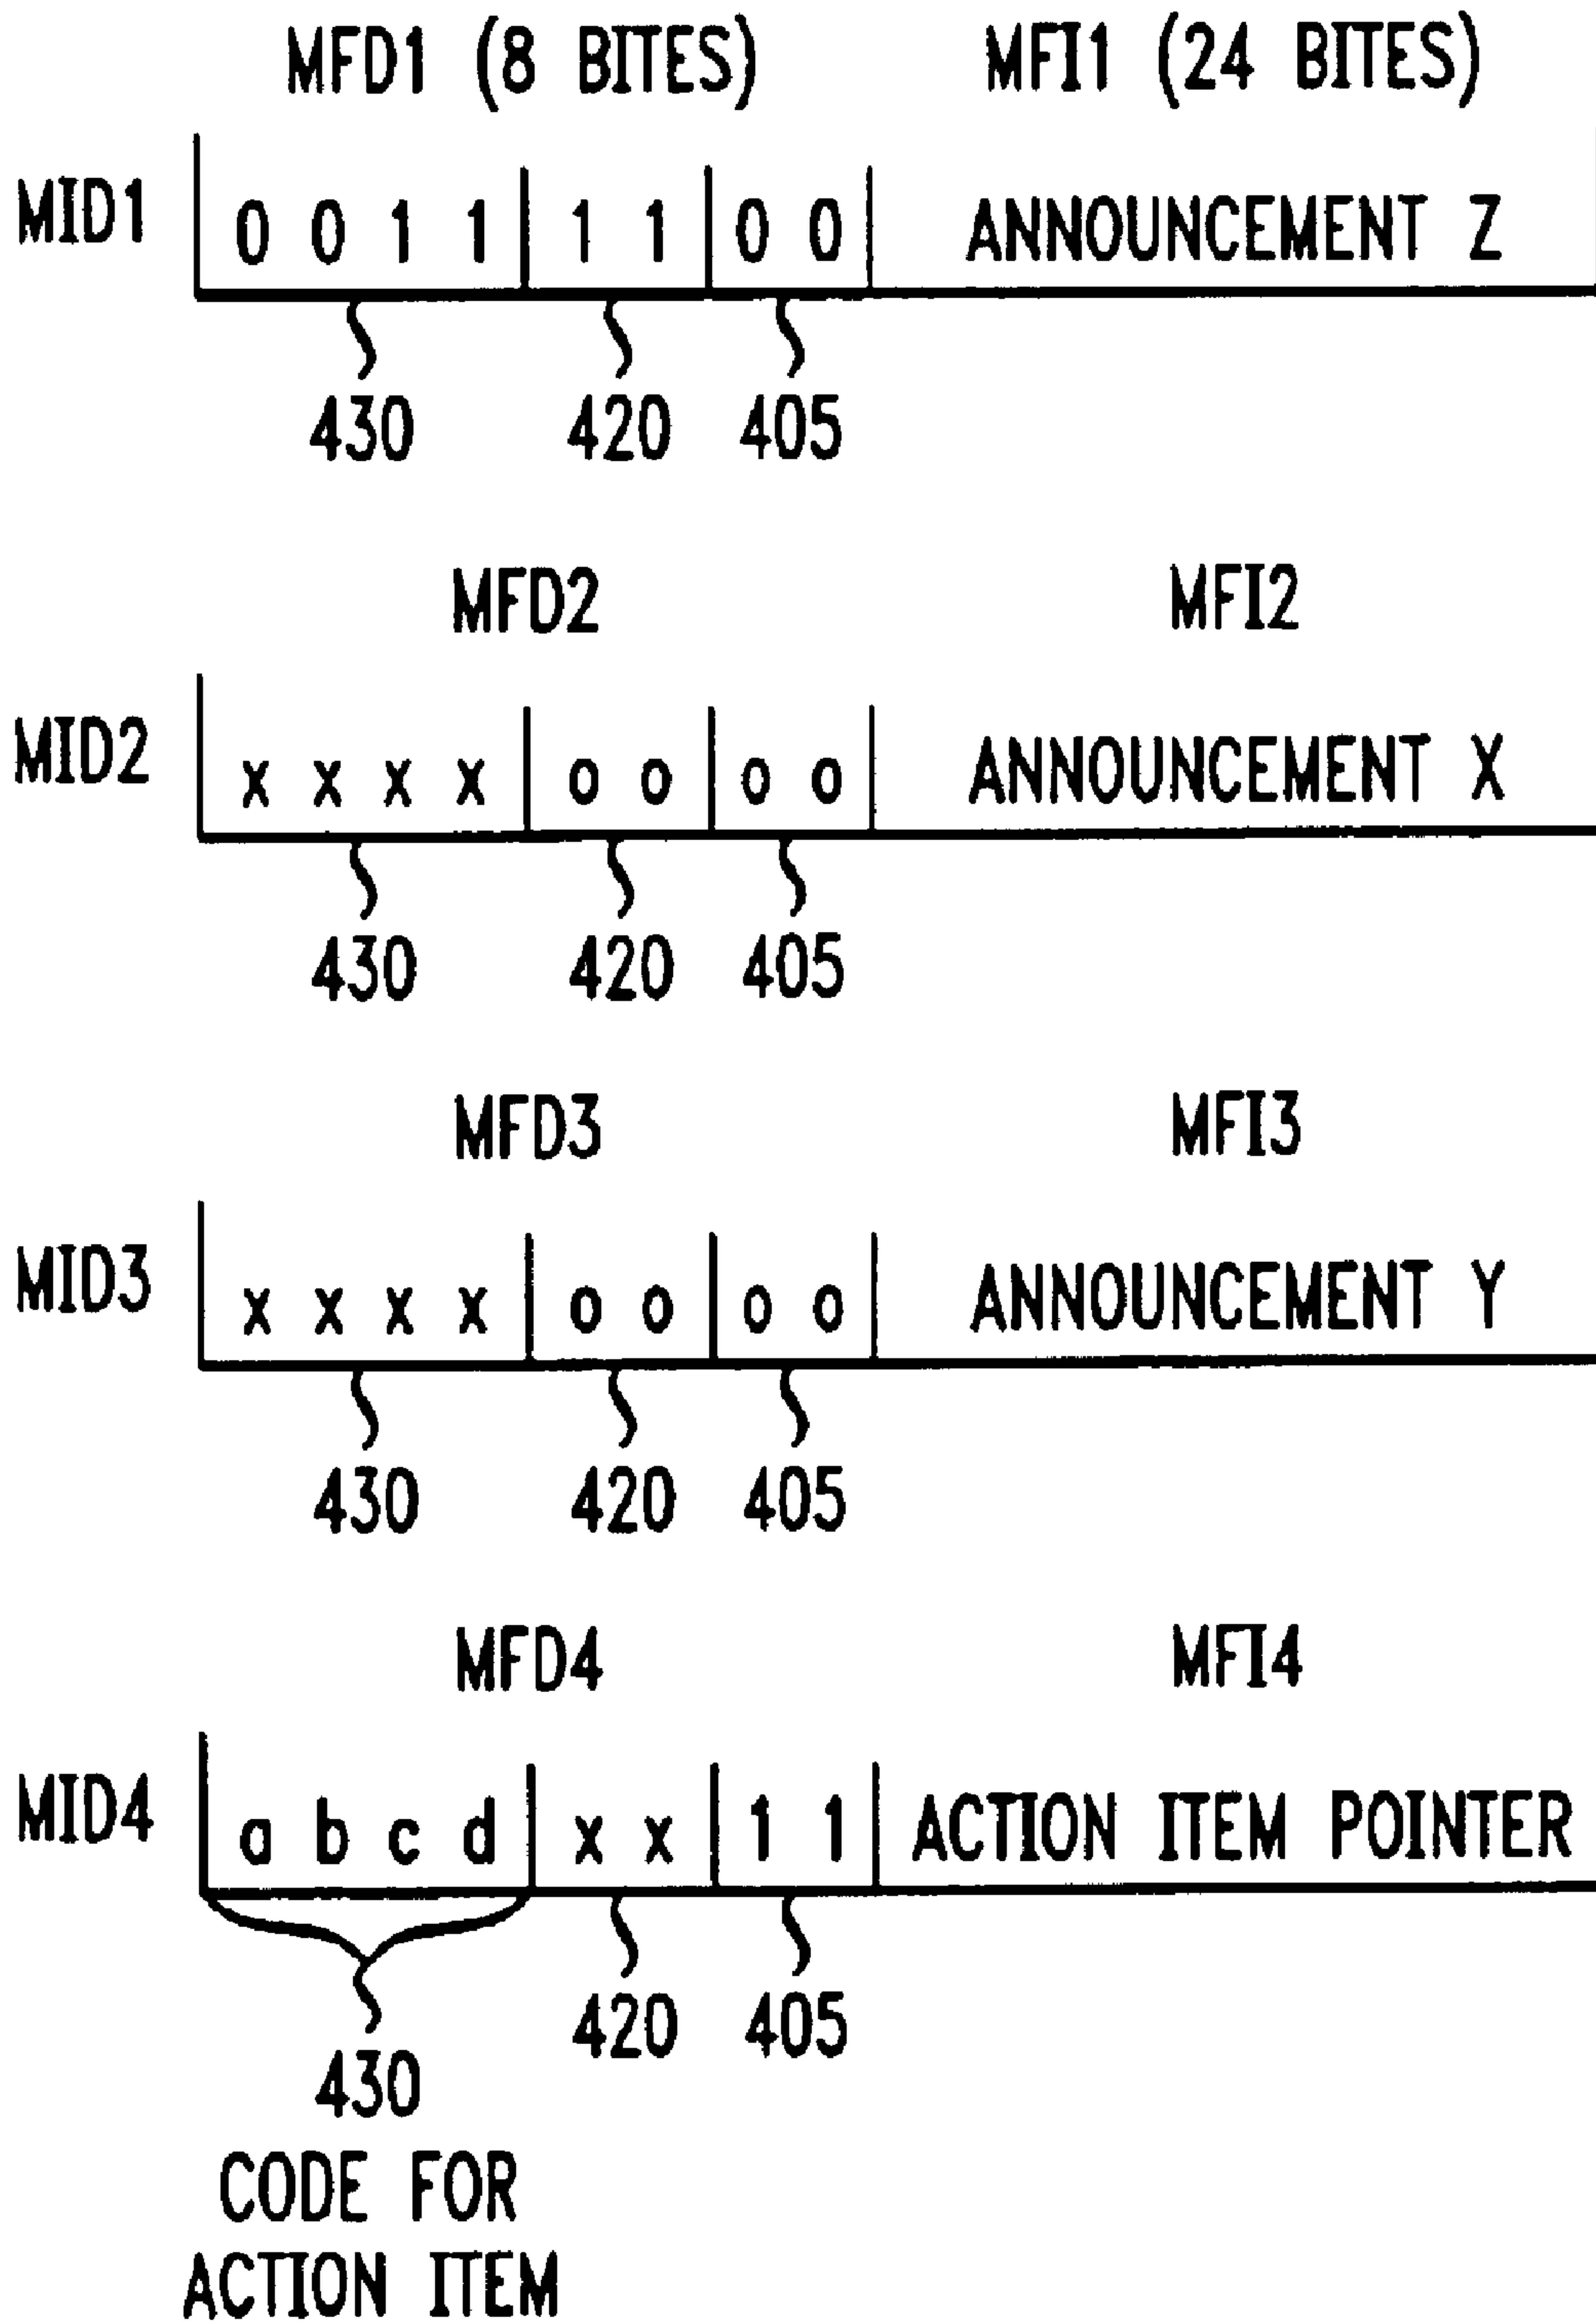 MFD1 (8 BITES) MFI1 (24 BITES)
MID1 0 0 1 1 1 1 0 0 ANNOUNCEMENT Z
430 420 405
MFD2 MFI2
MID2 x x x x o o o o ANNOUNCEMENT X
430 420 405
MFD3 MFI3
MID3 x x x x o o o o ANNOUNCEMENT Y
430 420 405
MFD4 MFI4
MID4 a b c d x x 1 1 ACTION ITEM POINTER
420 405
430
CODE FOR
ACTION ITEM